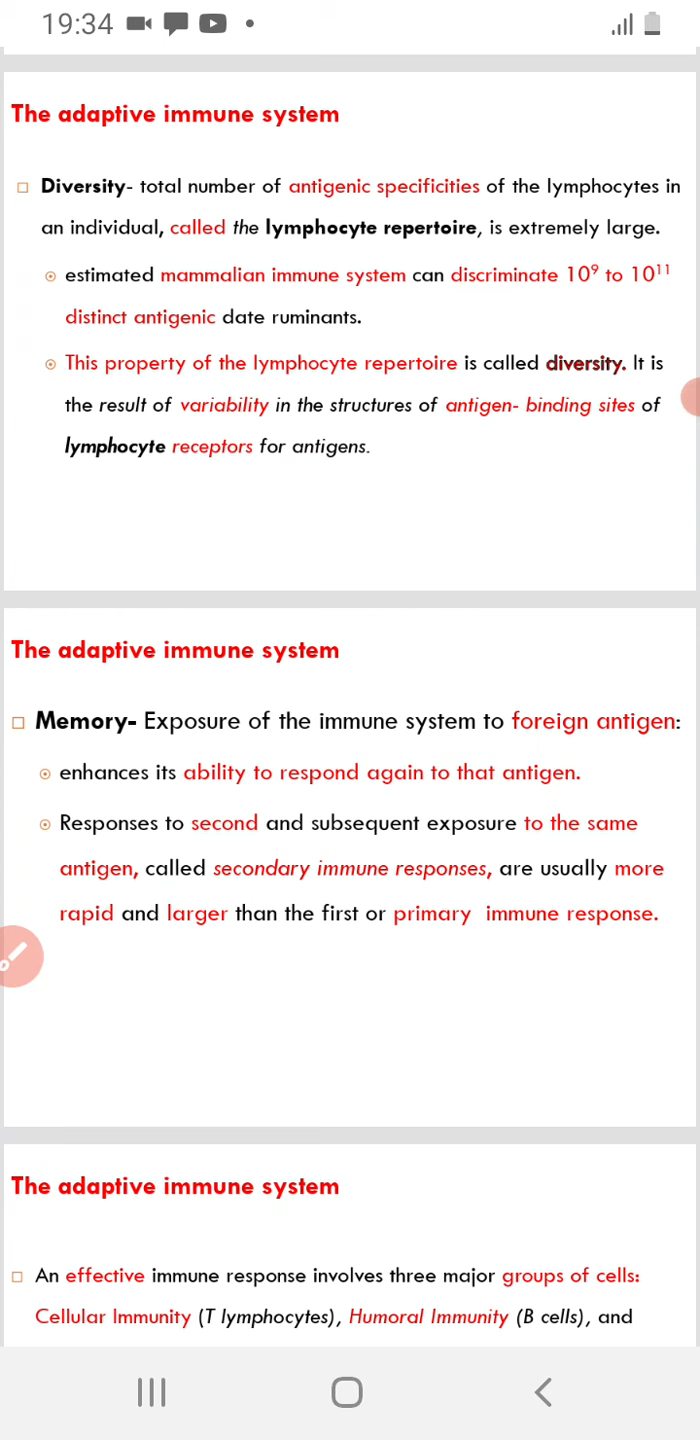 19:34
The adaptive immune system
Diversity- total number of antigenic specificities of the lymphocytes in
an individual, called the lymphocyte repertoire, is extremely large.
estimated mammalian immune system can discriminate 10⁹ to 10¹¹
distinct antigenic date ruminants.
This property of the lymphocyte repertoire is called diversity. It is
the result of variability in the structures of antigen- binding sites of
lymphocyte receptors for antigens.
The adaptive immune system
Memory- Exposure of the immune system to foreign antigen:
enhances its ability to respond again to that antigen.
Responses to second and subsequent exposure to the same
antigen, called secondary immune responses, are usually more
rapid and larger than the first or primary immune response.
The adaptive immune system
An effective immune response involves three major groups of cells:
Cellular Immunity (T lymphocytes), Humoral Immunity (B cells), and